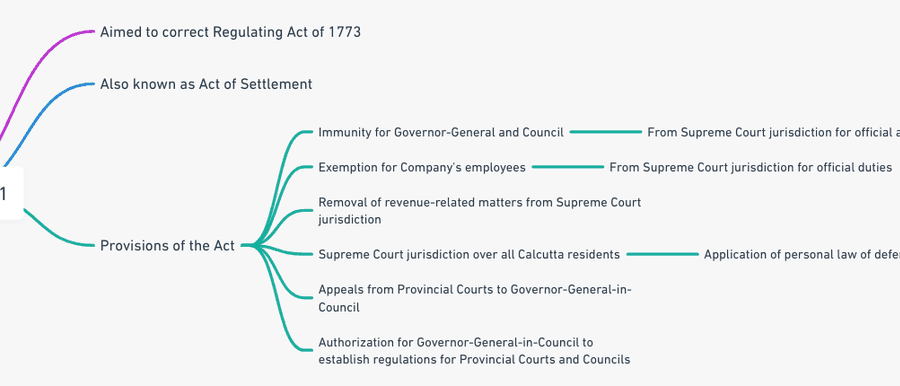 Aimed to correct Regulating Act of 1773
Also known as Act of Settlement
1
Provisions of the Act
Immunity for Governor-General and Council
From Supreme Court jurisdiction for official
Exemption for Company's employees
From Supreme Court jurisdiction for official duties
Removal of revenue-related matters from Supreme Court
jurisdiction
Supreme Court jurisdiction over all Calcutta residents
Application of personal law of
Appeals from Provincial Courts to Governor-General-in-
Council
Authorization for Governor-General-in-Council to
establish regulations for Provincial Courts and Councils